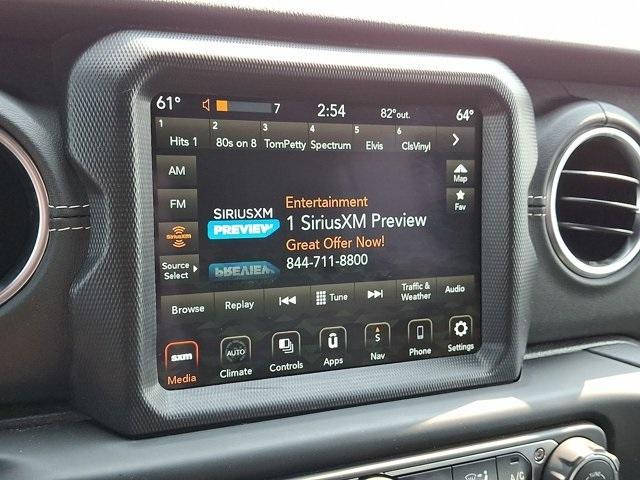 61° 7 2:54 82°out. 64°
1 2 3 4 5 6
Hits 1 80s on 8 TomPetty Spectrum Elvis ClsVinyl
AM
Map
FM
Fav
SIRIUSXM
PREVIEW
Entertainment
1 SiriusXM Preview
Great Offer Now!
844-711-8800
SiriusXM
Source
Select
PREVIEW
Browse Replay Tune Traffic & Weather Audio
sxm AUTO S
Media Climate Controls Apps Nav Phone Settings
A/C